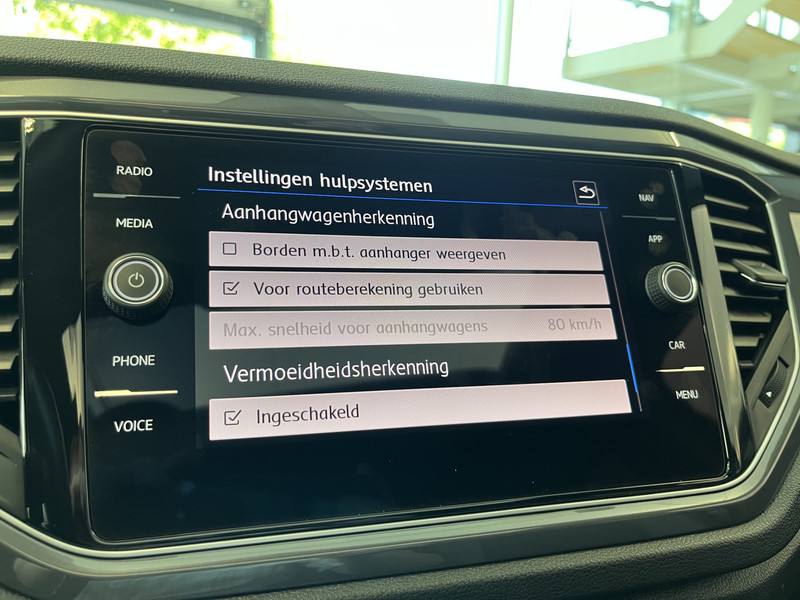 RADIO
MEDIA
PHONE
VOICE
Instellingen hulpsystemen
Aanhangwagenherkenning
Borden m.b.t. aanhanger weergeven
Voor routeberekening gebruiken
Max. snelheid voor aanhangwagens 80 km/h
Vermoeidheidsherkenning
Ingeschakeld
NAV
APP
CAR
MENU